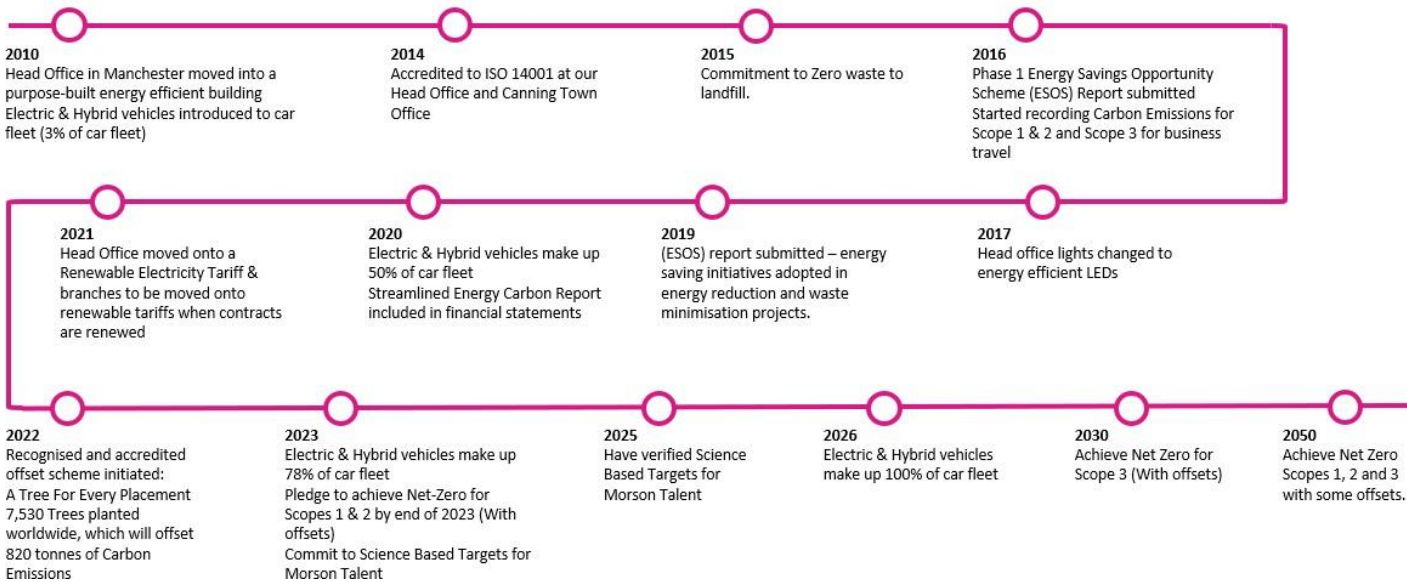 2010
Head Office in Manchester moved into a
purpose-built energy efficient building
Electric & Hybrid vehicles introduced to car
fleet (3% of car fleet)
2014
Accredited to ISO 14001 at our
Head Office and Canning Town
Office
2015
Commitment to Zero waste to
landfill.
2016
Phase 1 Energy Savings Opportunity
Scheme (ESOS) Report submitted
Started recording Carbon Emissions for
Scope 1 & 2 and Scope 3 for business
travel
2021
Head Office moved onto a
Renewable Electricity Tariff &
branches to be moved onto
renewable tariffs when contracts
are renewed
2020
Electric & Hybrid vehicles make up
50% of car fleet
Streamlined Energy Carbon Report
included in financial statements
2019
(ESOS) report submitted – energy
saving initiatives adopted in
energy reduction and waste
minimisation projects.
2017
Head office lights changed to
energy efficient LEDs
2022
Recognised and accredited
offset scheme initiated:
A Tree For Every Placement
7,530 Trees planted
worldwide, which will offset
820 tonnes of Carbon
Emissions
2023
Electric & Hybrid vehicles make up
78% of car fleet
Pledge to achieve Net-Zero for
Scopes 1 & 2 by end of 2023 (With
offsets)
Commit to Science Based Targets for
Morson Talent
2025
Have verified Science
Based Targets for
Morson Talent
2026
Electric & Hybrid vehicles
make up 100% of car fleet
2030
Achieve Net Zero for
Scope 3 (With offsets)
2050
Achieve Net Zero
Scopes 1, 2 and 3
with some offsets.